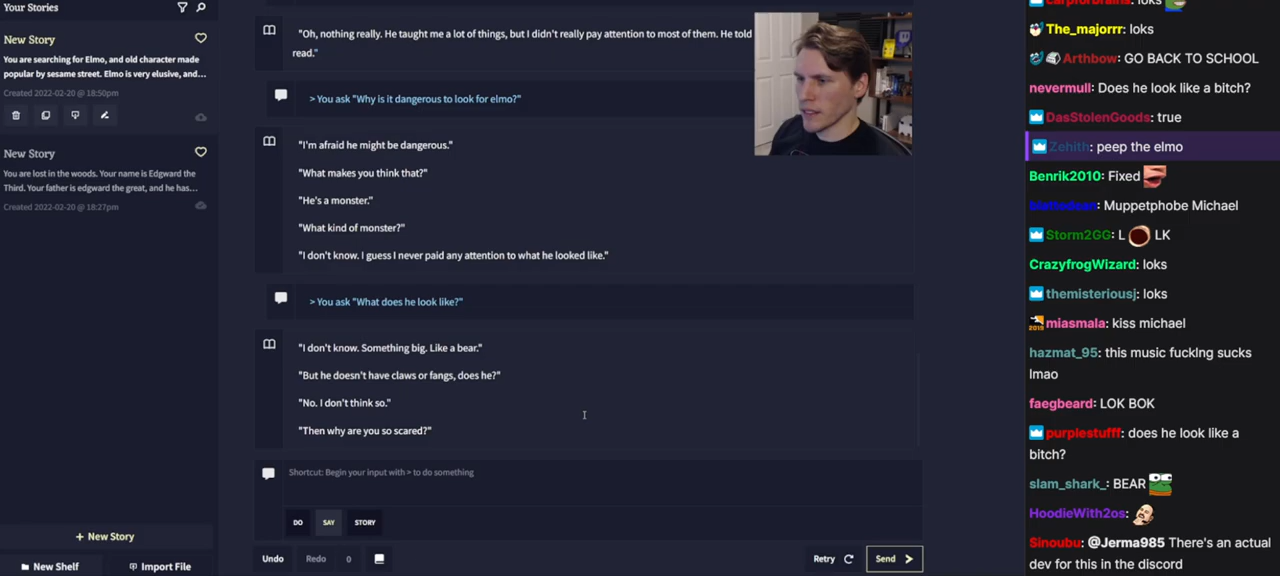 Your Stories
New Story
You are searching for Elmo, and old character made
popular by sesame street. Elmo is very elusive, and...
Created 2022-02-20 @ 18:50pm
New Story
You are lost in the woods. Your name is Edgward the
Third. Your father is edgward the great, and he has...
Created 2022-02-20 @ 18:27pm
+ New Story
New Shelf
Import File
"Oh, nothing really. He taught me a lot of things, but I didn't really pay attention to most of them. He told
read."
> You ask "Why is it dangerous to look for elmo?"
"I'm afraid he might be dangerous."
"What makes you think that?"
"He's a monster."
"What kind of monster?"
"I don't know. I guess I never paid any attention to what he looked like."
> You ask "What does he look like?"
"I don't know. Something big. Like a bear."
"But he doesn't have claws or fangs, does he?"
"No. I don't think so."
"Then why are you so scared?"
Shortcut: Begin your input with > to do something
DO SAY STORY
Undo Redo 0 Retry Send
loks
The_majorrr: loks
Arthbow: GO BACK TO SCHOOL
nevermull: Does he look like a bitch?
DasStolenGoods: true
Zehith: peep the elmo
Benrik2010: Fixed
Muppetphobe Michael
Storm2GG: L LK
CrazyfrogWizard: loks
themisteriousj: loks
miasmala: kiss michael
hazmat_95: this music fuckIng sucks
lmao
faegbeard: LOK BOK
purplestufff: does he look like a
bitch?
slam_shark_: BEAR
HoodieWith2os:
Sinoubu: @Jerma985 There's an actual
dev for this in the discord